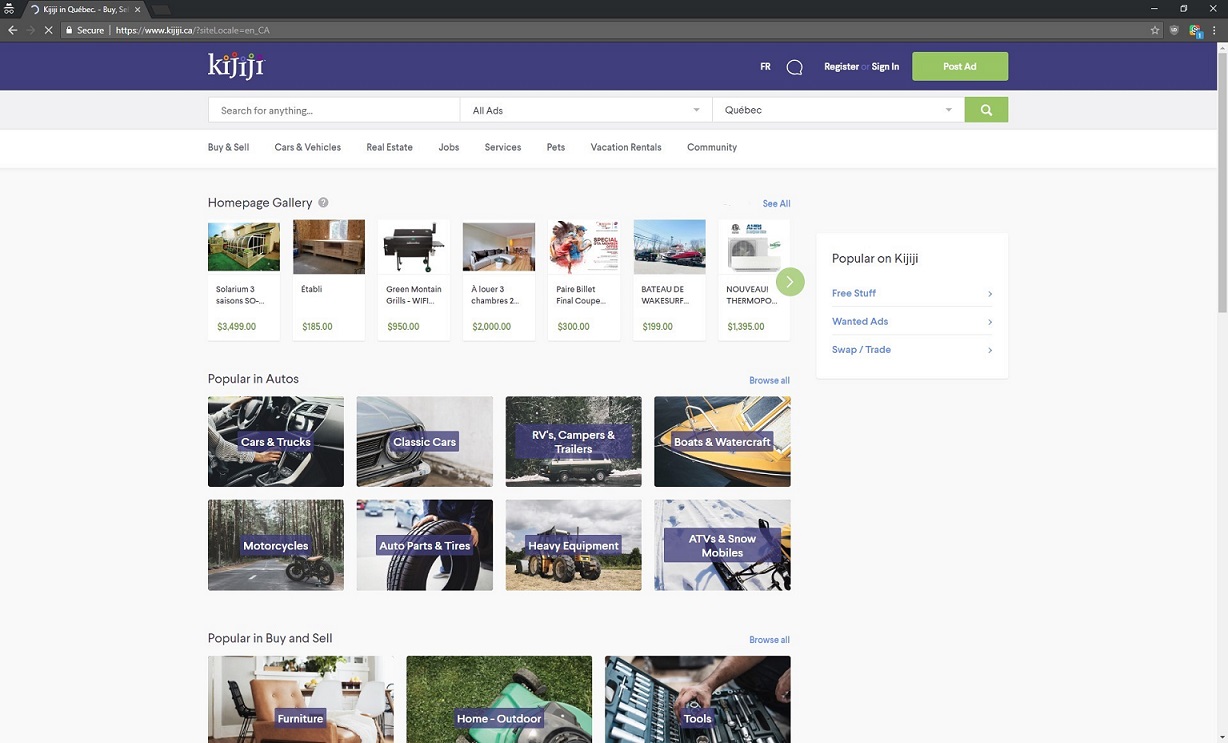 Kijiji in Québec. - Buy, Se
Secure | https://www.kijiji.ca/?siteLocale=en_CA
kijiji
FR
Register or Sign In
Post Ad
Search for anything...
All Ads
Québec
Buy & Sell
Cars & Vehicles
Real Estate
Jobs
Services
Pets
Vacation Rentals
Community
Homepage Gallery ?
See All
Solarium 3
saisons SO-...
$3,499.00
Établi
$185.00
Green Montain
Grills - WIFI...
$950.00
À louer 3
chambres 2...
$2,000.00
SPECIAL
Paire Billet
Final Coupe...
$300.00
BATEAU DE
WAKESURF...
$199.00
NOUVEAU!
THERMOPO...
$1,395.00
Popular on Kijiji
Free Stuff
Wanted Ads
Swap / Trade
Popular in Autos
Browse all
Cars & Trucks
Classic Cars
RV's, Campers &
Trailers
Boats & Watercraft
Motorcycles
Auto Parts & Tires
Heavy Equipment
ATVs & Snow
Mobiles
Popular in Buy and Sell
Browse all
Furniture
Home - Outdoor
Tools